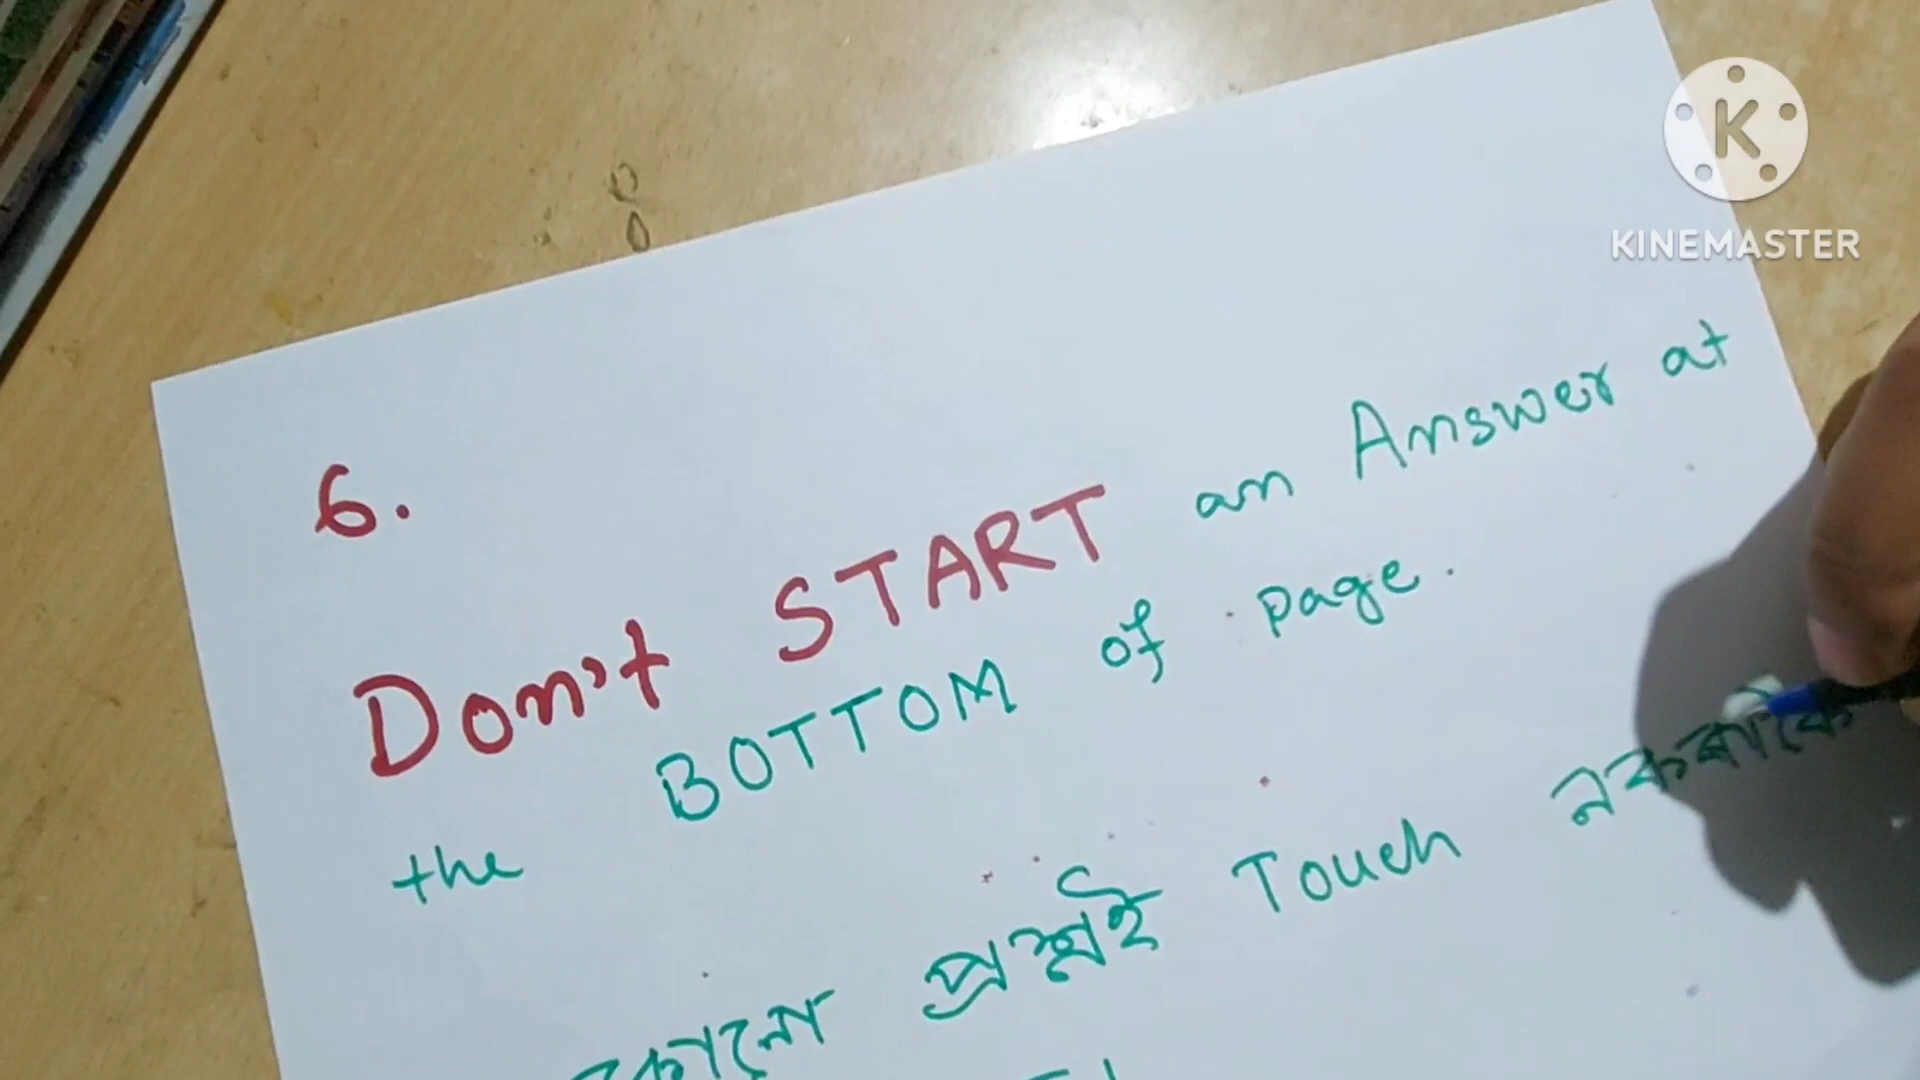 K
KINEMASTER
6.
Don't START an Answer at
the BOTTOM of page.
কোনো প্রশ্নই Touch